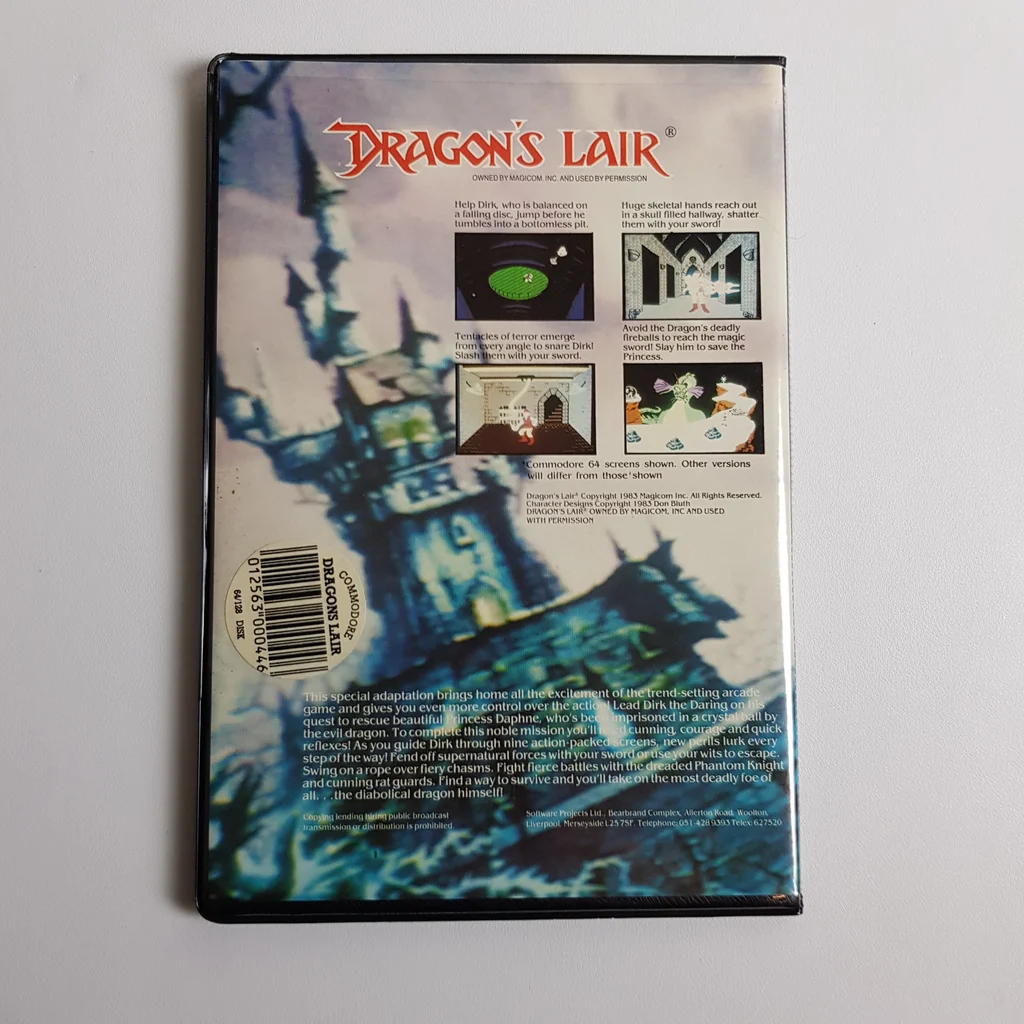 DRAGON'S LAIR®
OWNED BY MAGICOM. INC. AND USED BY PERMISSION
Help Dirk, who is balanced on
a falling disc, jump before he
tumbles into a bottomless pit.
Huge skeletal hands reach out
in a skull filled hallway, shatter
them with your sword!
Tentacles of terror emerge
from every angle to snare Dirk!
Slash them with your sword.
Avoid the Dragon's deadly
fireballs to reach the magic
sword! Slay him to save the
Princess.
*Commodore 64 screens shown. Other versions
will differ from those shown
Dragon's Lair® Copyright 1983 Magicom Inc. All Rights Reserved.
Character Designs Copyright 1983 Don Bluth
DRAGON'S LAIR® OWNED BY MAGICOM, INC AND USED
WITH PERMISSION
COMMODORE
DRAGONS LAIR
012563 000446
64/128 DISK
This special adaptation brings home all the excitement of the trend-setting arcade
game and gives you even more control over the action! Lead Dirk the Daring on his
quest to rescue beautiful Princess Daphne, who's been imprisoned in a crystal ball by
the evil dragon. To complete this noble mission you'll need cunning, courage and quick
reflexes! As you guide Dirk through nine action-packed screens, new perils lurk every
step of the way! Fend off supernatural forces with your sword or use your wits to escape.
Swing on a rope over fiery chasms. Fight fierce battles with the dreaded Phantom Knight
and cunning rat guards. Find a way to survive and you'll take on the most deadly foe of
all. . .the diabolical dragon himself!
Copying lending hiring public broadcast
transmission or distribution is prohibited.
Software Projects Ltd., Bearbrand Complex, Allerton Road, Woolton,
Liverpool, Merseyside L25 7SF. Telephone: 051-428 9393 Telex: 627520